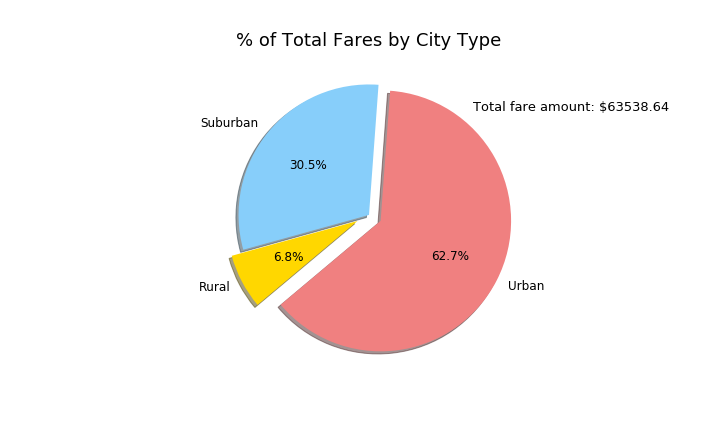 % of Total Fares by City Type
Total fare amount: $63538.64
Suburban
30.5%
6.8%
62.7%
Rural
Urban